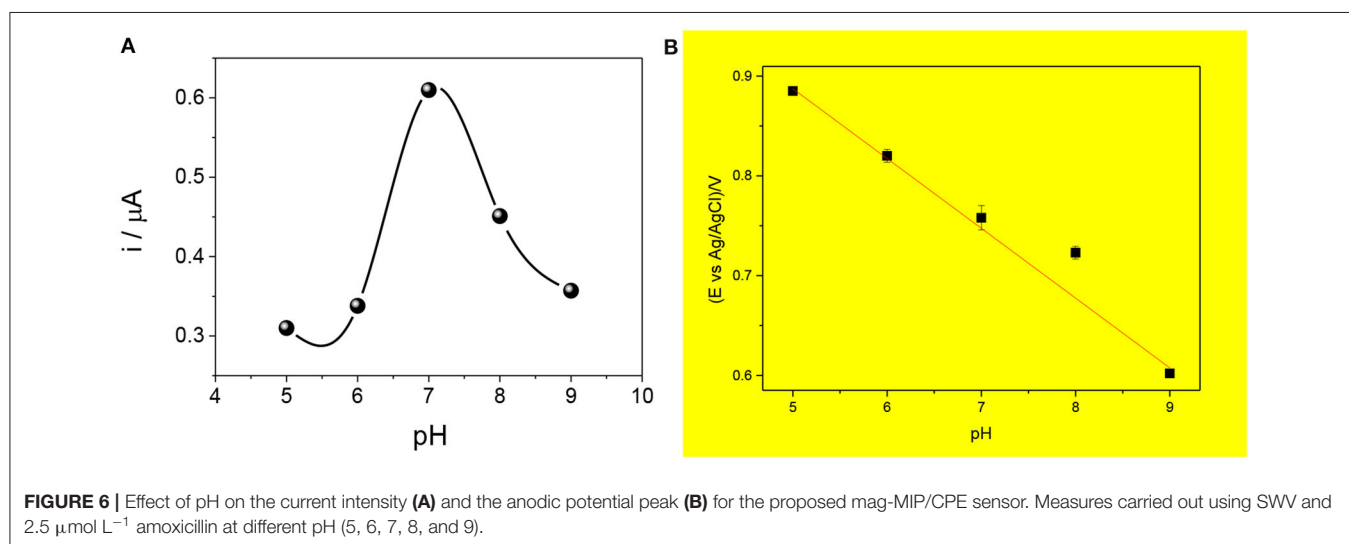 A
B
0.6
0.5
0.4
0.3
i / μA
4 5 6 7 8 9 10
pH
0.9
0.8
0.7
0.6
(E vs Ag/AgCl)/V
5 6 7 8 9
pH
FIGURE 6 | Effect of pH on the current intensity (A) and the anodic potential peak (B) for the proposed mag-MIP/CPE sensor. Measures carried out using SWV and
2.5 μmol L⁻¹ amoxicillin at different pH (5, 6, 7, 8, and 9).